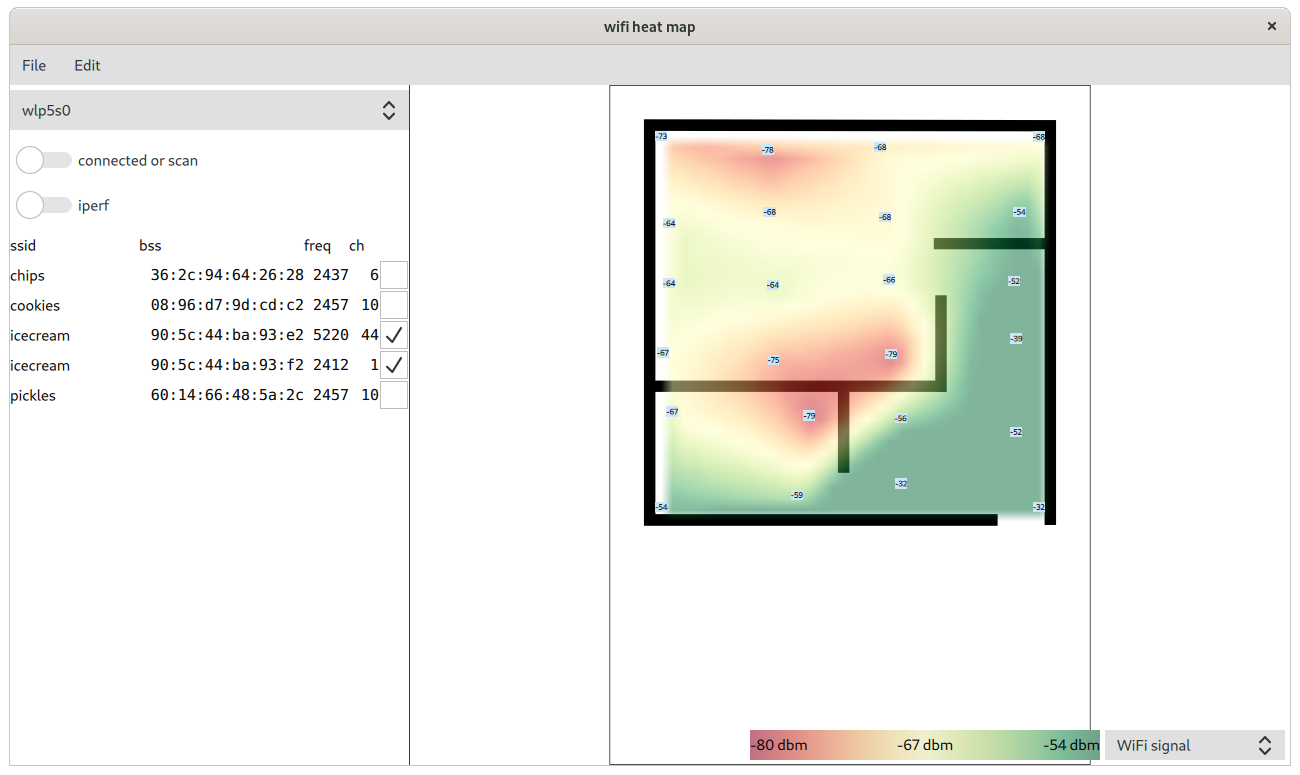 wifi heat map ×
File Edit
wlp5s0
connected or scan
iperf
ssid bss freq ch
chips 36:2c:94:64:26:28 2437 6
cookies 08:96:d7:9d:cd:c2 2457 10
icecream 90:5c:44:ba:93:e2 5220 44
icecream 90:5c:44:ba:93:f2 2412 1
pickles 60:14:66:48:5a:2c 2457 10
-73 -68
-78 -68
-68 -68 -54
-64
-64 -64 -66 -52
-39
-67 -75 -79
-67 -79 -56
-52
-32
-59
-54 -32
-80 dbm -67 dbm -54 dbm WiFi signal